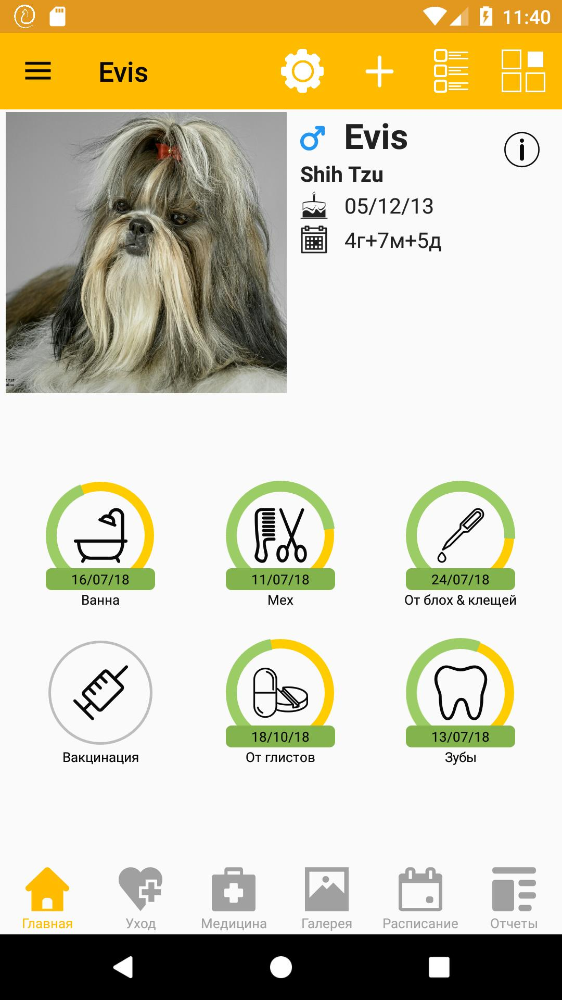 11:40
Evis
Evis
Shih Tzu
05/12/13
4г+7м+5д
16/07/18
11/07/18
24/07/18
Ванна
Мех
От блох & клещей
18/10/18
13/07/18
Вакцинация
От глистов
Зубы
Главная
Уход
Медицина
Галерея
Расписание
Отчеты